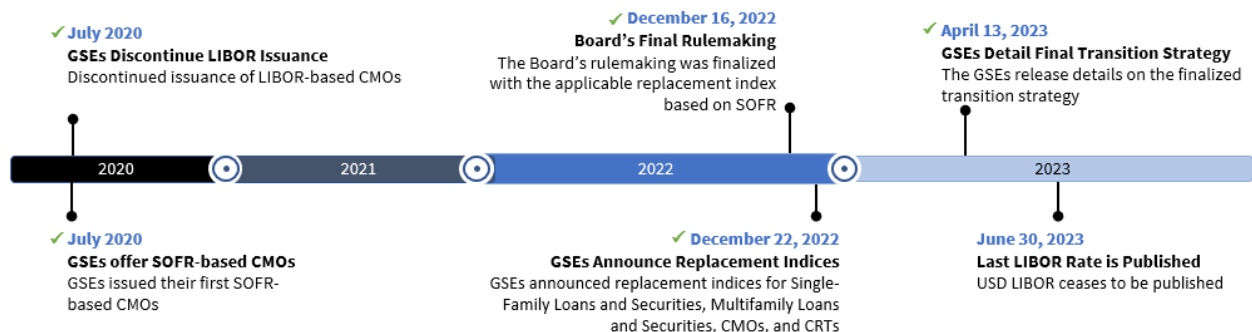 July 2020
GSEs Discontinue LIBOR Issuance
Discontinued issuance of LIBOR-based CMOs
December 16, 2022
Board's Final Rulemaking
The Board's rulemaking was finalized
with the applicable replacement index
based on SOFR
April 13, 2023
GSEs Detail Final Transition Strategy
The GSEs release details on the finalized
transition strategy
2020
2021
2022
2023
July 2020
GSEs offer SOFR-based CMOs
GSEs issued their first SOFR-
based CMOs
December 22, 2022
GSEs Announce Replacement Indices
GSEs announced replacement indices for Single-
Family Loans and Securities, Multifamily Loans
and Securities, CMOs, and CRTs
June 30, 2023
Last LIBOR Rate is Published
USD LIBOR ceases to be published